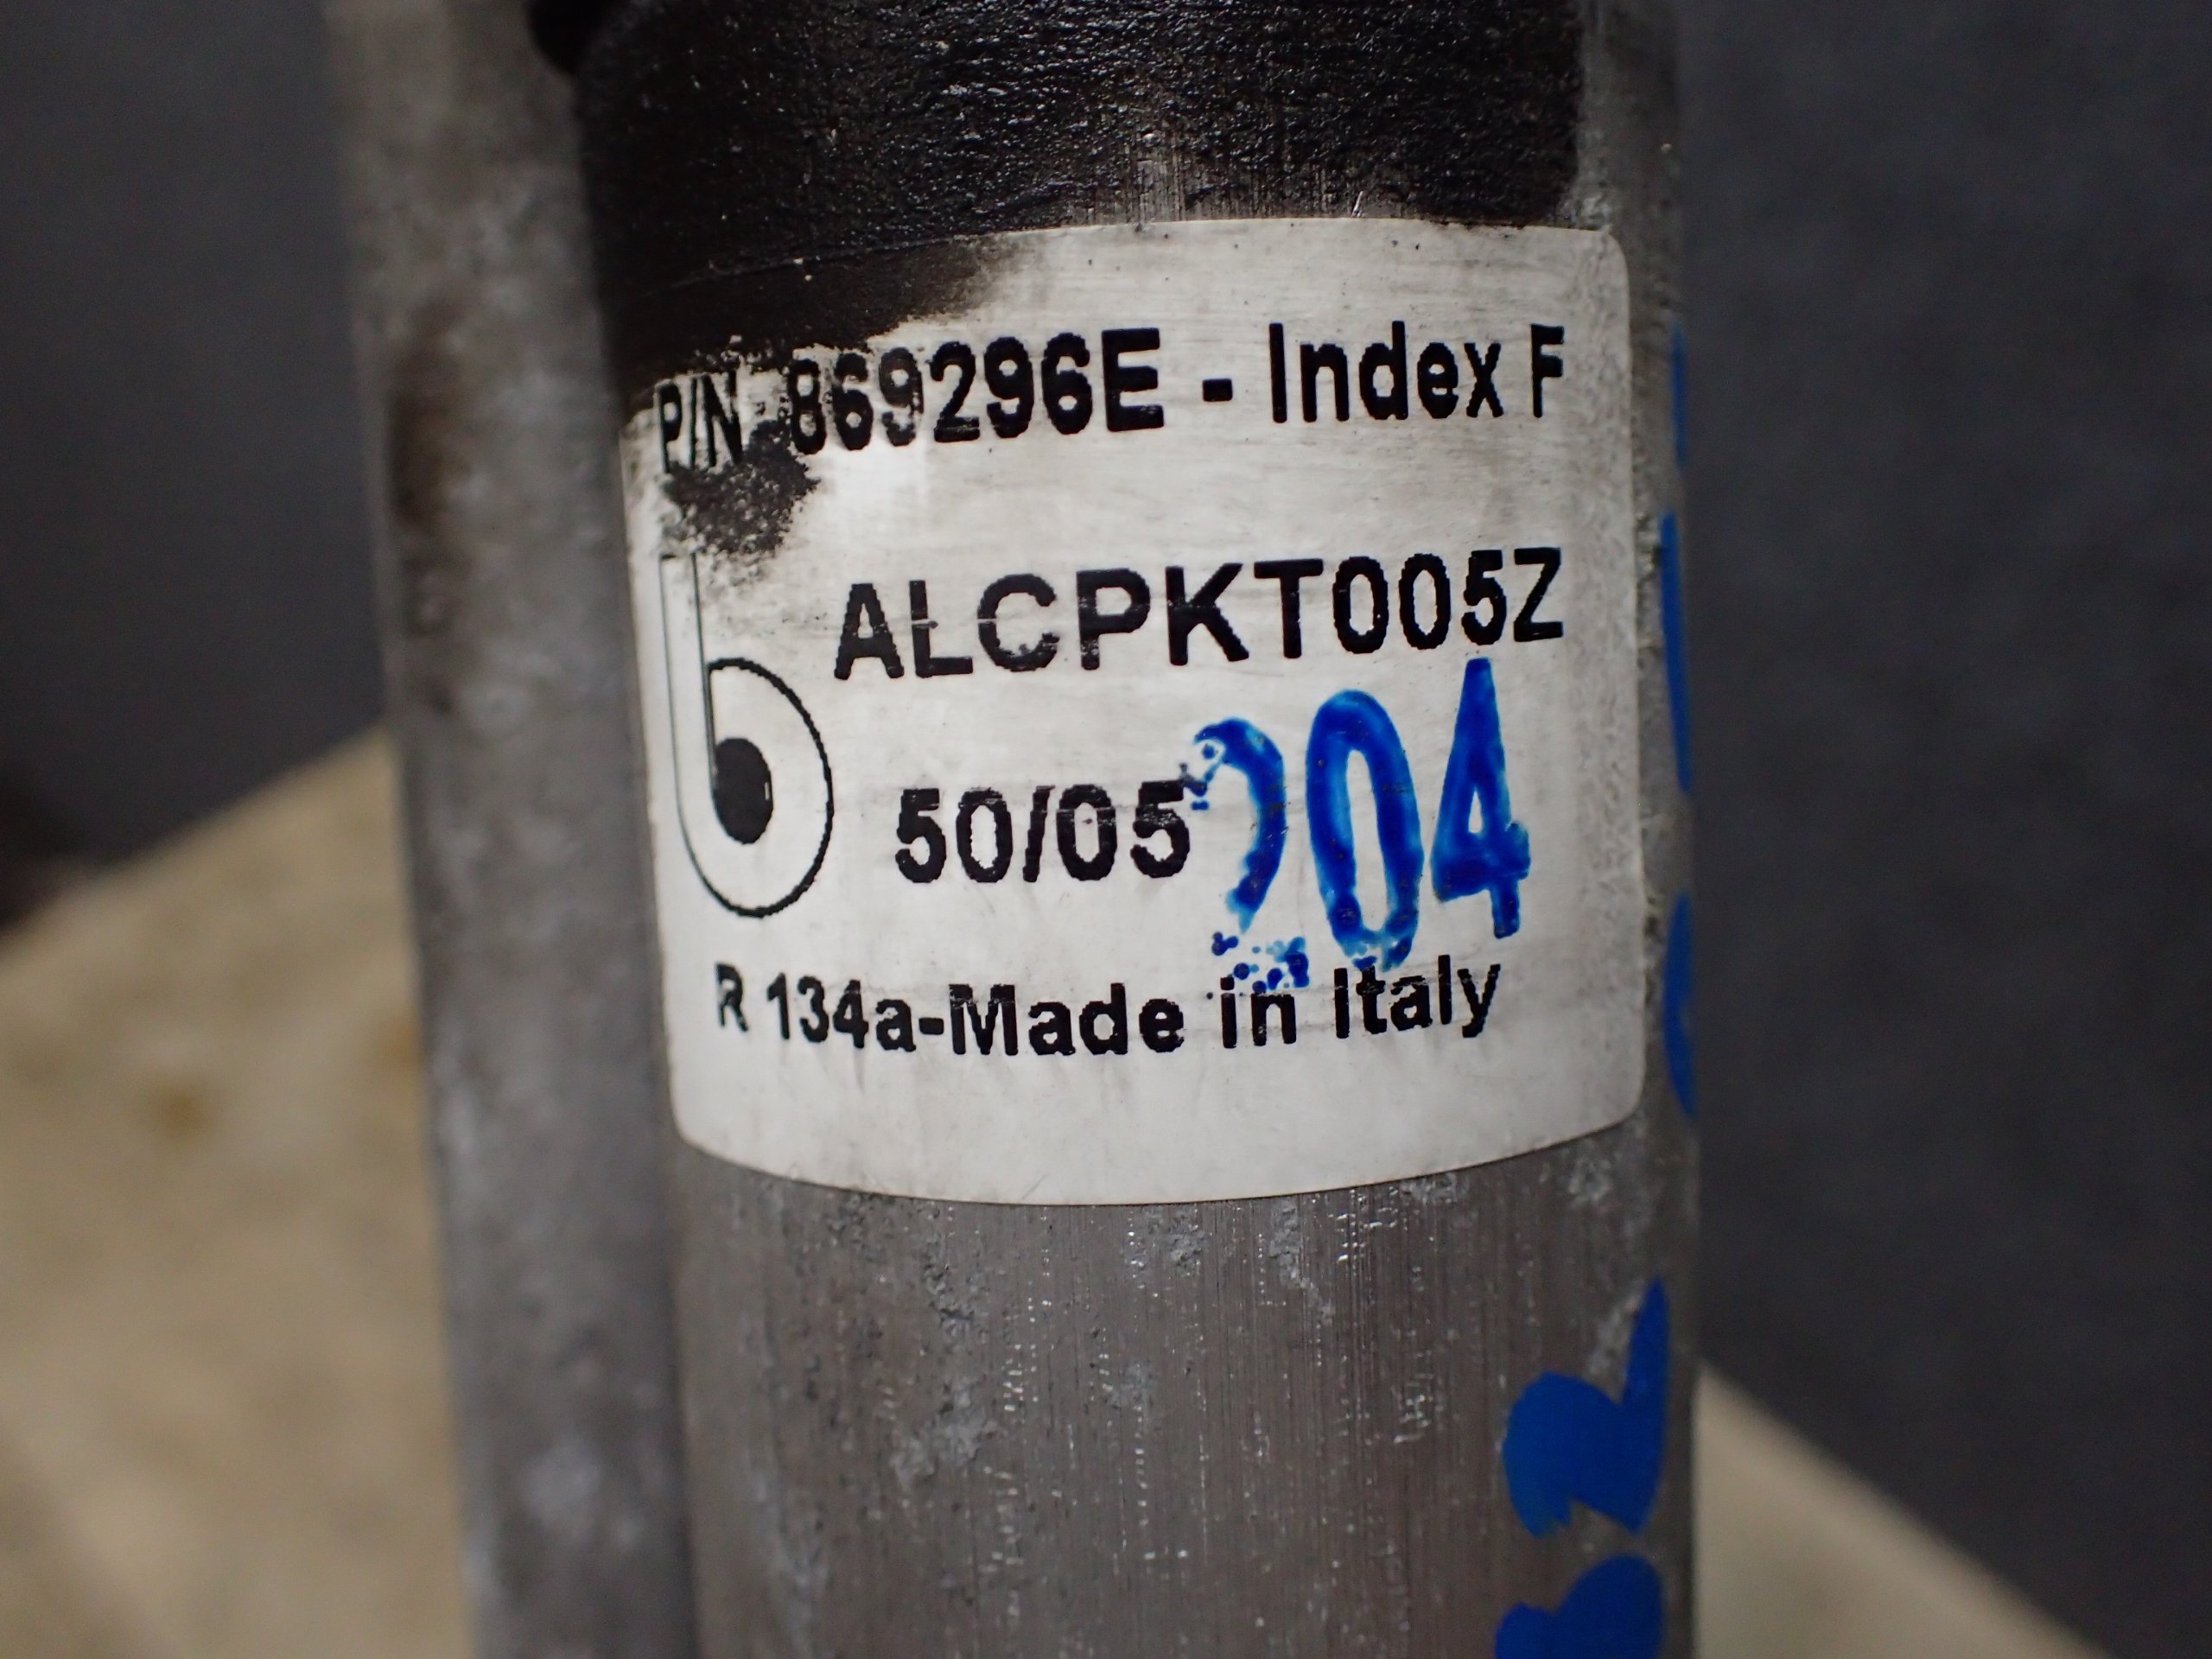 P/N 869296E - Index F
ALCPKT005Z
b
50/05 204
R 134a-Made in Italy